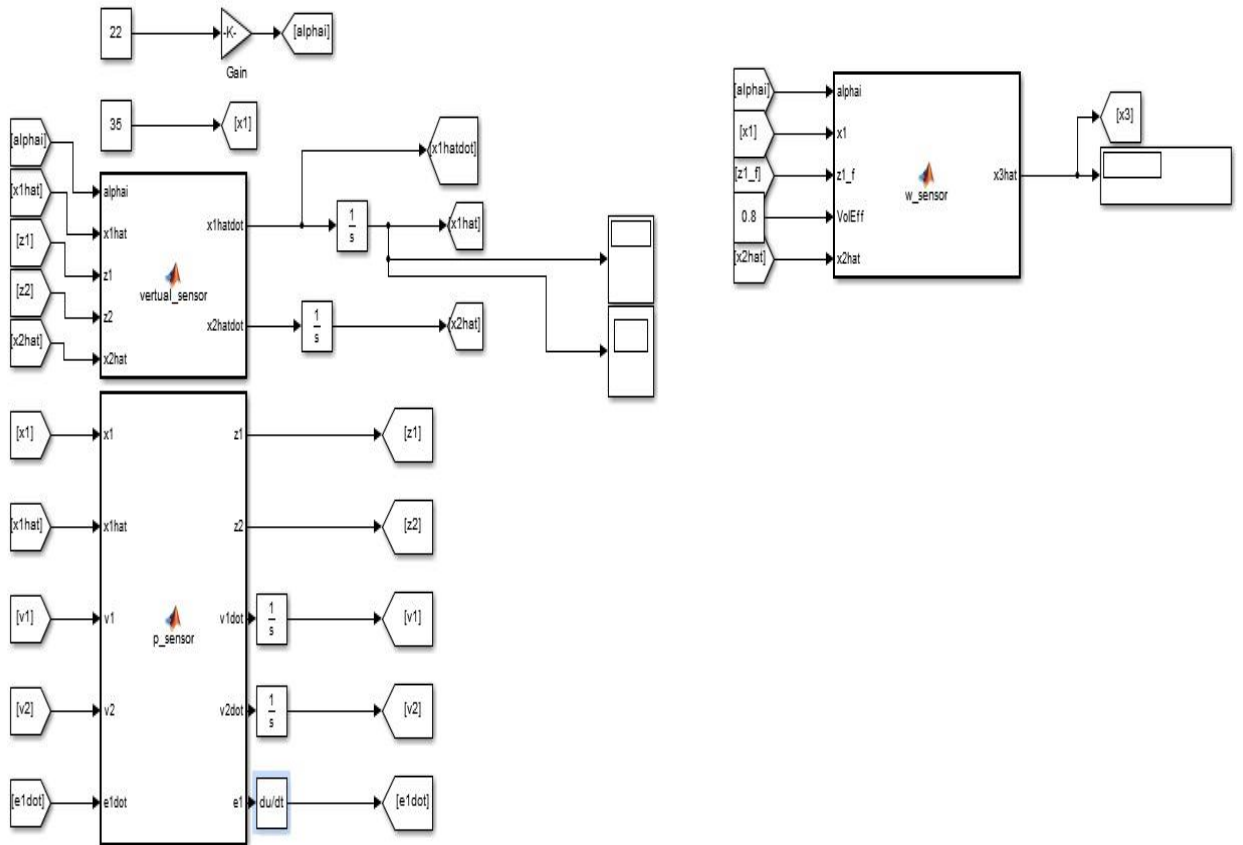 22
-K-
[alphai]
Gain
35
[x1]
[alphai]
[x1hat]
[z1]
[z2]
[x2hat]
alphai
x1hat
z1
z2
x2hat
vertual_sensor
x1hatdot
x2hatdot
1
s
1
s
[x1hatdot]
[x1hat]
[x2hat]
[x1]
[x1hat]
[v1]
[v2]
[e1dot]
x1
x1hat
v1
v2
e1dot
p_sensor
z1
z2
v1dot
v2dot
e1
1
s
1
s
du/dt
[z1]
[z2]
[v1]
[v2]
[e1dot]
[alphai]
[x1]
[z1_f]
0.8
[x2hat]
alphai
x1
z1_f
VolEff
x2hat
w_sensor
x3hat
[x3]